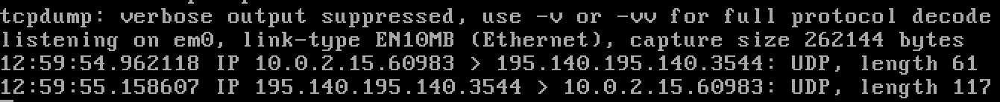 tcpdump: verbose output suppressed, use -v or -vv for full protocol decode
listening on em0, link-type EN10MB (Ethernet), capture size 262144 bytes
12:59:54.962118 IP 10.0.2.15.60983 > 195.140.195.140.3544: UDP, length 61
12:59:55.158607 IP 195.140.195.140.3544 > 10.0.2.15.60983: UDP, length 117